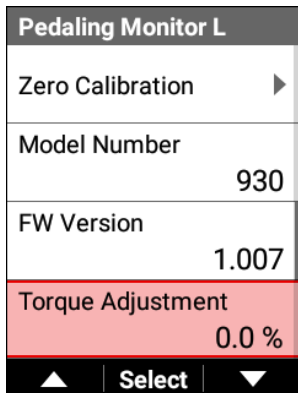 Pedaling Monitor L
Zero Calibration
Model Number
930
FW Version
1.007
Torque Adjustment
0.0 %
Select